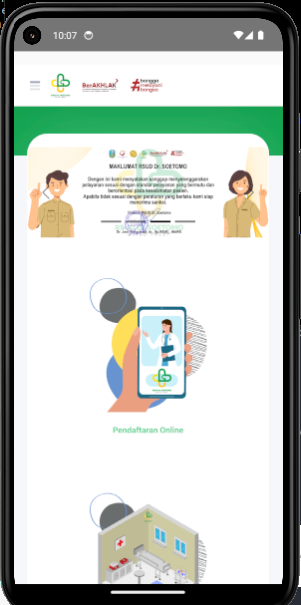 10:07
BerAKHLAK
bangga
melayani
bangsa
MAKLUMAT RSUD Dr. SOETOMO
Dengan ini kami menyatakan sanggup menyelenggarakan
pelayanan sesuai dengan standar pelayanan yang bermutu dan
berorientasi pada keselamatan pasien.
Apabila tidak sesuai dengan peraturan yang berlaku kami siap
menerima sanksi.
Pendaftaran Online